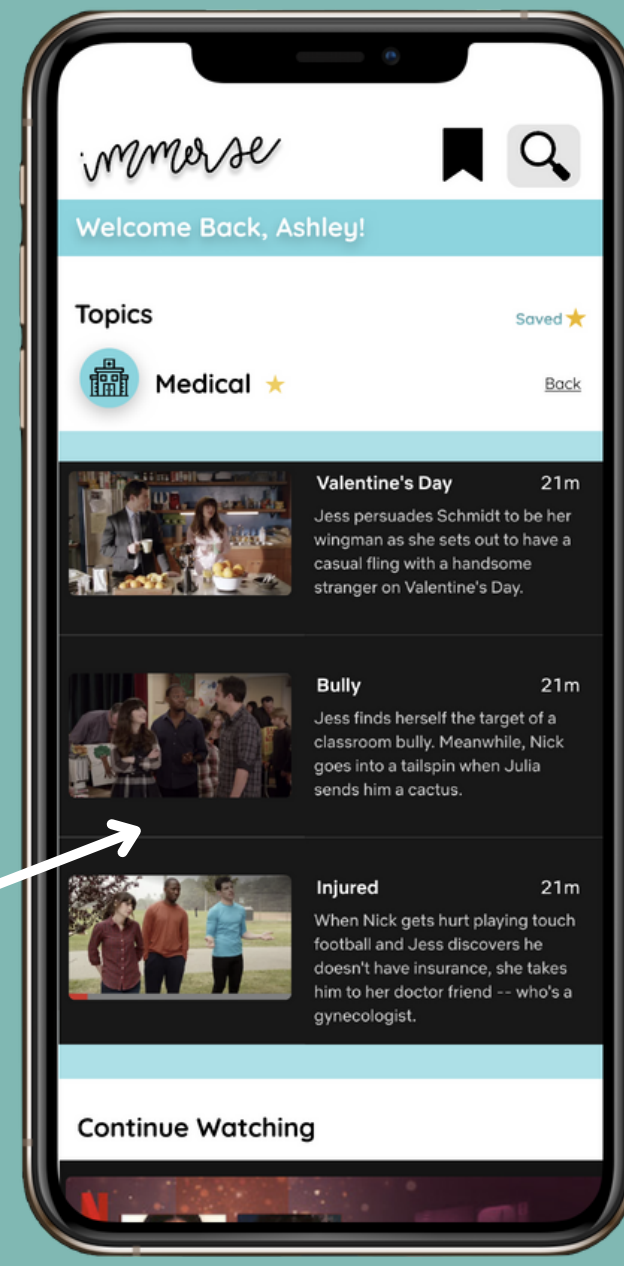 immerse
Welcome Back, Ashley!
Topics
Saved
Medical
Back
Valentine's Day 21m
Jess persuades Schmidt to be her
wingman as she sets out to have a
casual fling with a handsome
stranger on Valentine's Day.
Bully 21m
Jess finds herself the target of a
classroom bully. Meanwhile, Nick
goes into a tailspin when Julia
sends him a cactus.
Injured 21m
When Nick gets hurt playing touch
football and Jess discovers he
doesn't have insurance, she takes
him to her doctor friend -- who's a
gynecologist.
Continue Watching
N